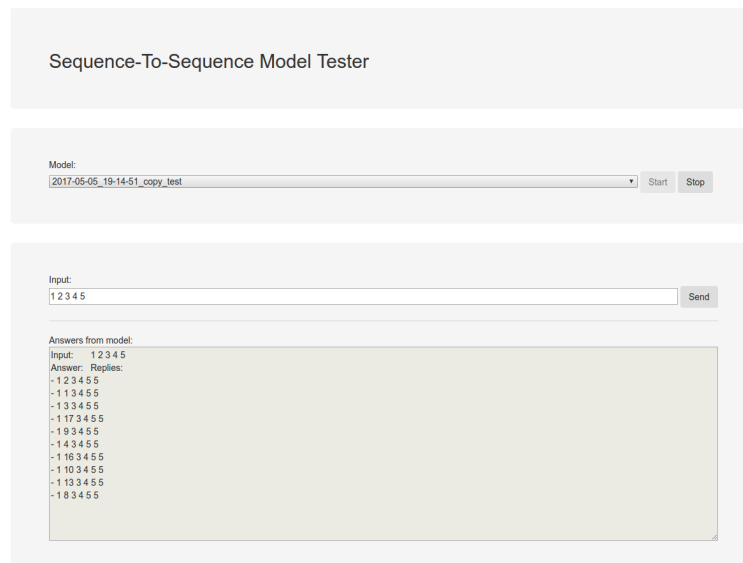 Sequence-To-Sequence Model Tester
Model:
2017-05-05_19-14-51_copy_test
Start Stop
Input:
1 2 3 4 5
Send
Answers from model:
Input: 1 2 3 4 5
Answer: Replies:
- 1 2 3 4 5 5
- 1 1 3 4 5 5
- 1 3 3 4 5 5
- 1 17 3 4 5 5
- 1 9 3 4 5 5
- 1 4 3 4 5 5
- 1 16 3 4 5 5
- 1 10 3 4 5 5
- 1 13 3 4 5 5
- 1 8 3 4 5 5